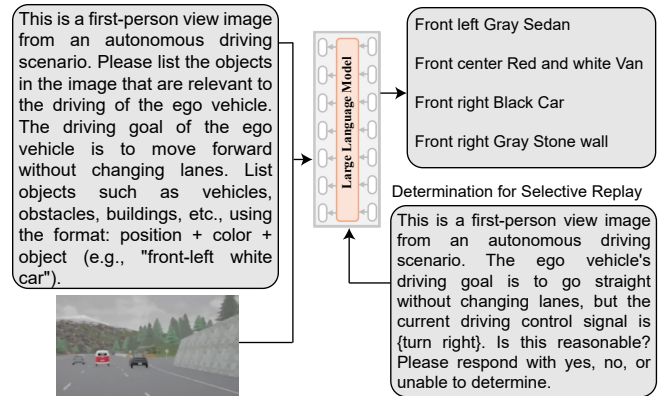 This is a first-person view image
from an autonomous driving
scenario. Please list the objects
in the image that are relevant to
the driving of the ego vehicle.
The driving goal of the ego
vehicle is to move forward
without changing lanes. List
objects such as vehicles,
obstacles, buildings, etc., using
the format: position + color +
object (e.g., "front-left white
car").
Large Language Model
Front left Gray Sedan
Front center Red and white Van
Front right Black Car
Front right Gray Stone wall
Determination for Selective Replay
This is a first-person view image
from an autonomous driving
scenario. The ego vehicle's
driving goal is to go straight
without changing lanes, but the
current driving control signal is
{turn right}. Is this reasonable?
Please respond with yes, no, or
unable to determine.